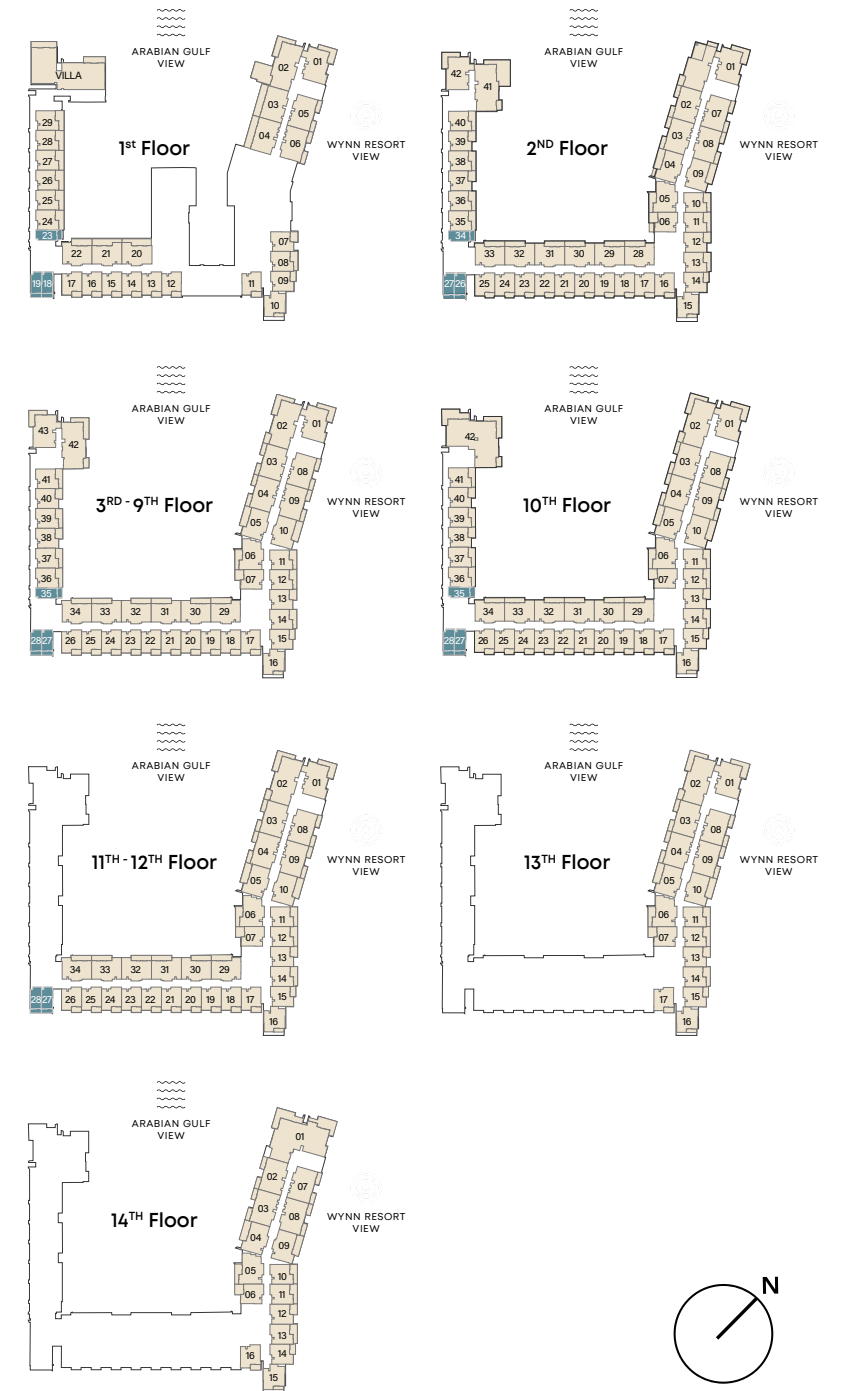 ARABIAN GULF
VIEW
VILLA
02
01
03
05
04
06
WYNN RESORT
VIEW
1st Floor
29
28
27
26
25
24
23
22 21 20
07
08
09
19 18 17 16 15 14 13 12 11
10
ARABIAN GULF
VIEW
42
41
01
02
07
03
08
04
09
WYNN RESORT
VIEW
2ND Floor
40
39
38
37
36
35
34
05
06
10
11
12
13
14
33 32 31 30 29 28
27 26 25 24 23 22 21 20 19 18 17 16
15
ARABIAN GULF
VIEW
43
42
02
01
03
08
04
09
05
10
WYNN RESORT
VIEW
3RD - 9TH Floor
41
40
39
38
37
36
35
06
07
11
12
13
14
15
34 33 32 31 30 29
28 27 26 25 24 23 22 21 20 19 18 17
16
ARABIAN GULF
VIEW
42
02
01
03
08
04
09
05
10
WYNN RESORT
VIEW
10TH Floor
41
40
39
38
37
36
35
06
07
11
12
13
14
15
34 33 32 31 30 29
28 27 26 25 24 23 22 21 20 19 18 17
16
ARABIAN GULF
VIEW
02
01
03
08
04
09
05
10
WYNN RESORT
VIEW
11TH - 12TH Floor
06
07
11
12
13
14
15
34 33 32 31 30 29
28 27 26 25 24 23 22 21 20 19 18 17
16
ARABIAN GULF
VIEW
02
01
03
08
04
09
05
10
WYNN RESORT
VIEW
13TH Floor
06
07
11
12
13
14
15
17
16
ARABIAN GULF
VIEW
01
02
07
03
08
04
09
WYNN RESORT
VIEW
14TH Floor
05
06
10
11
12
13
14
16
15
N